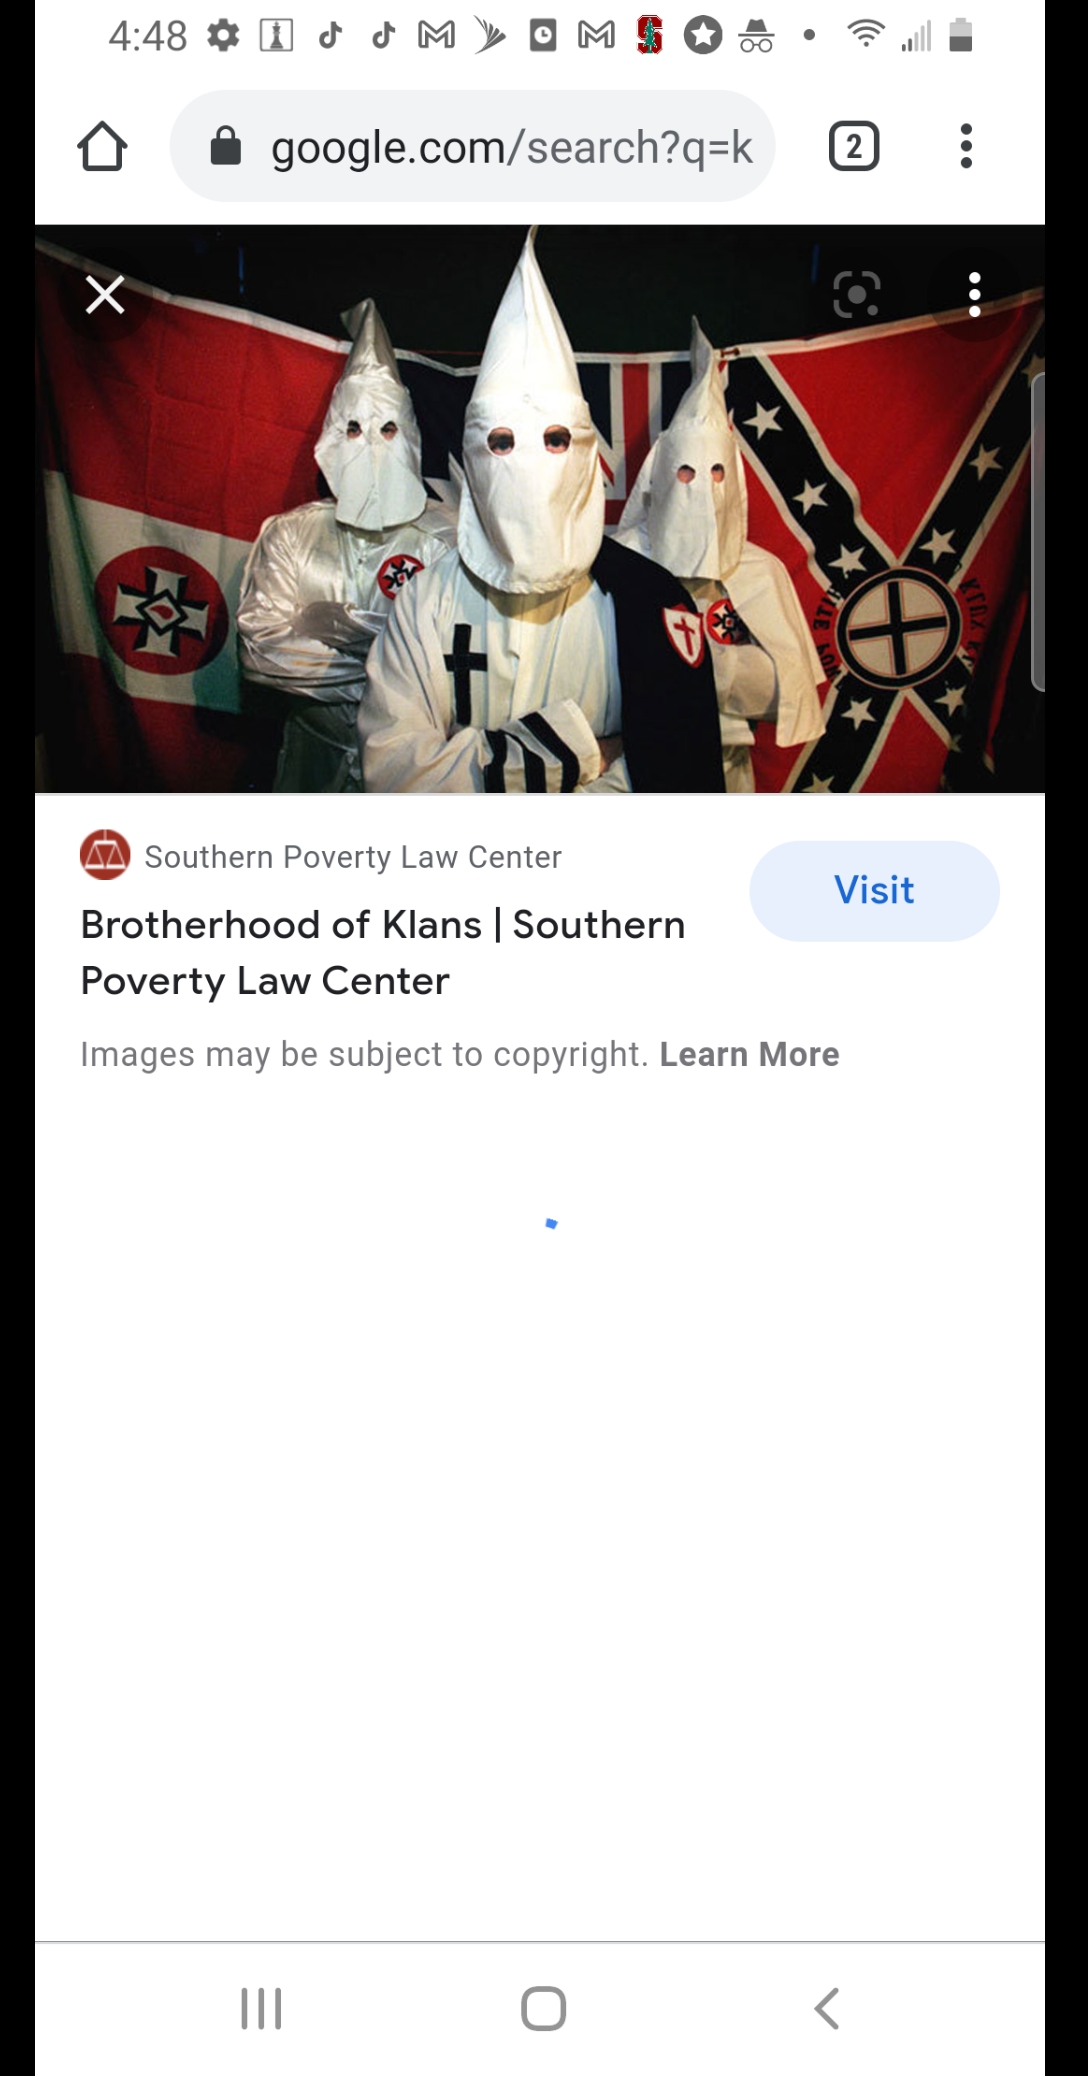 4:48
google.com/search?q=k
2
Southern Poverty Law Center
Visit
Brotherhood of Klans | Southern
Poverty Law Center
Images may be subject to copyright. Learn More